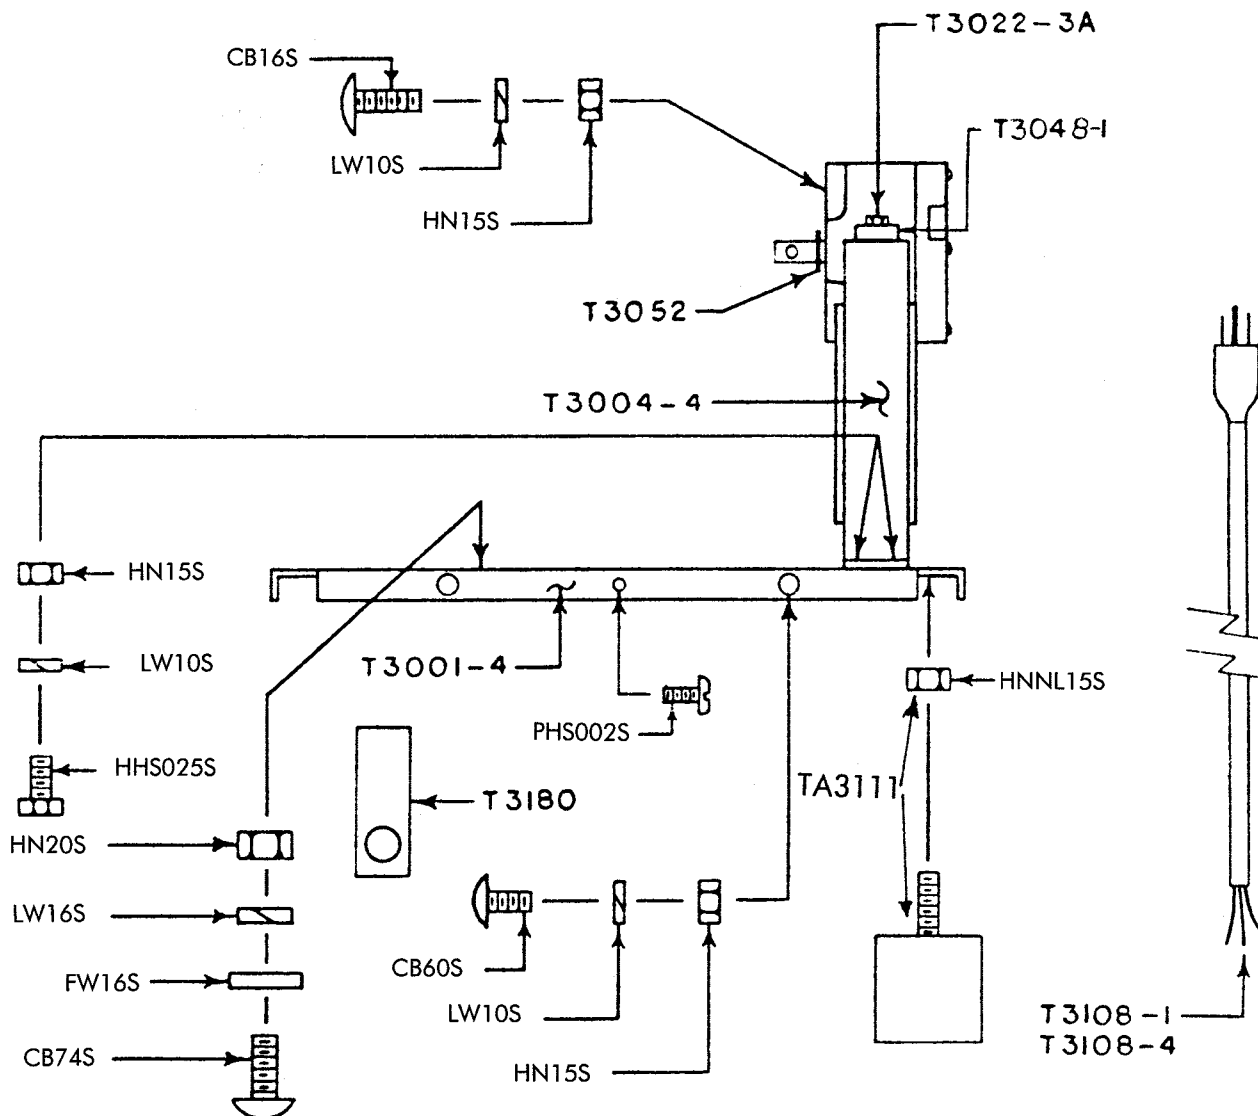 T3022-3A
CB16S
T3048-1
LW10S
HN15S
T3052
T3004-4
HN15S
LW10S
T3001-4
HNNL15S
PHS002S
HHS025S
TA3111
T3180
HN20S
LW16S
CB60S
FW16S
LW10S
T3108-1
T3108-4
CB74S
HN15S